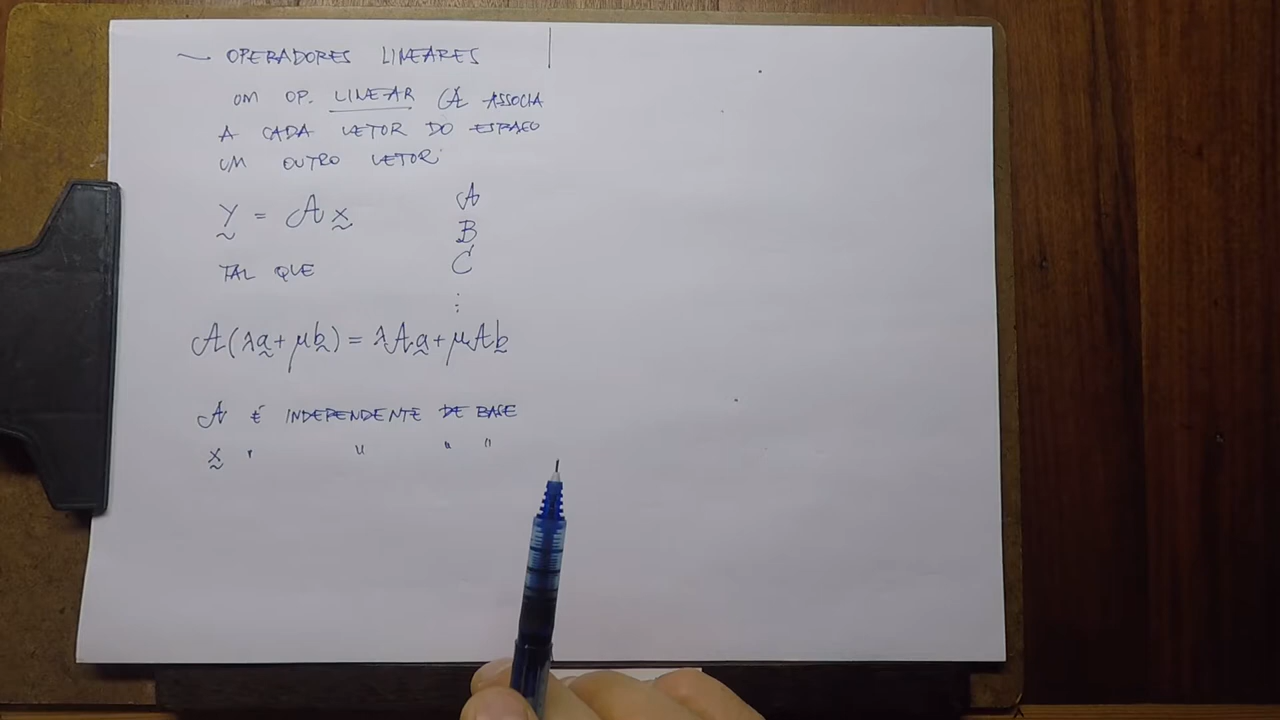 ~ OPERADORES LINEARES
UM OP. LINEAR 𝒜 ASSOCIA
A CADA VETOR DO ESPAÇO
UM OUTRO VETOR
y = 𝒜 x
𝒜
B
C
⋮
TAL QUE
𝒜(λa + μb) = λ𝒜a + μ𝒜b
𝒜 É INDEPENDENTE DE BASE
x " " " "